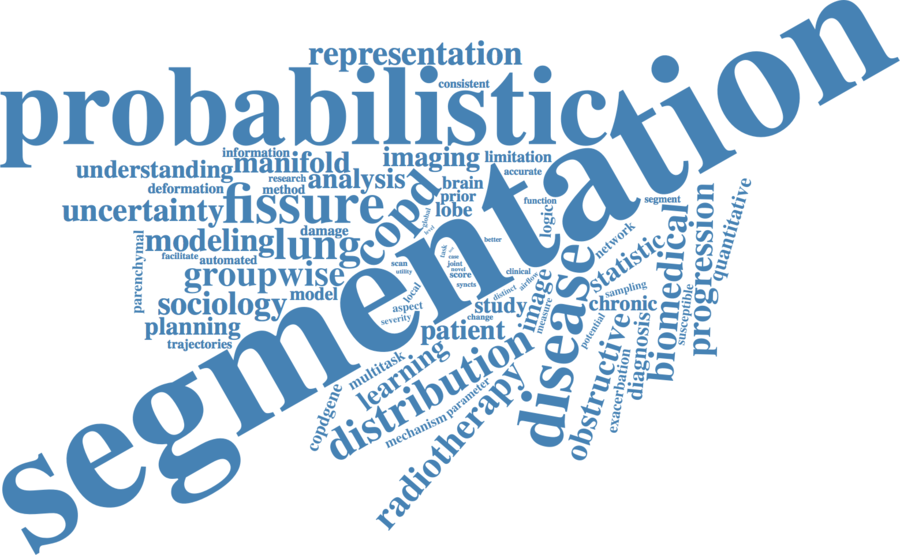 representation
consistent
probabilistic
segmentation
information
understanding
manifold
imaging
limitation
research
analysis
accurate
deformation
method
copd
brain
prior
function
segment
uncertainty
fissure
lobe
logic
global
level
damage
modeling
lung
facilitate
automated
parenchymal
groupwise
scan
utility
task
case
joint
novel
score
syncts
better
clinical
distinct
airflow
network
statistic
disease
biomedical
progression
quantitative
sociology
model
local
aspect
severity
study
change
image
measure
sampling
chronic
potential
susceptible
planning
trajectories
patient
multitask
learning
distribution
obstructive
diagnosis
exacerbation
copdgene
mechanism
parameter
radiotherapy